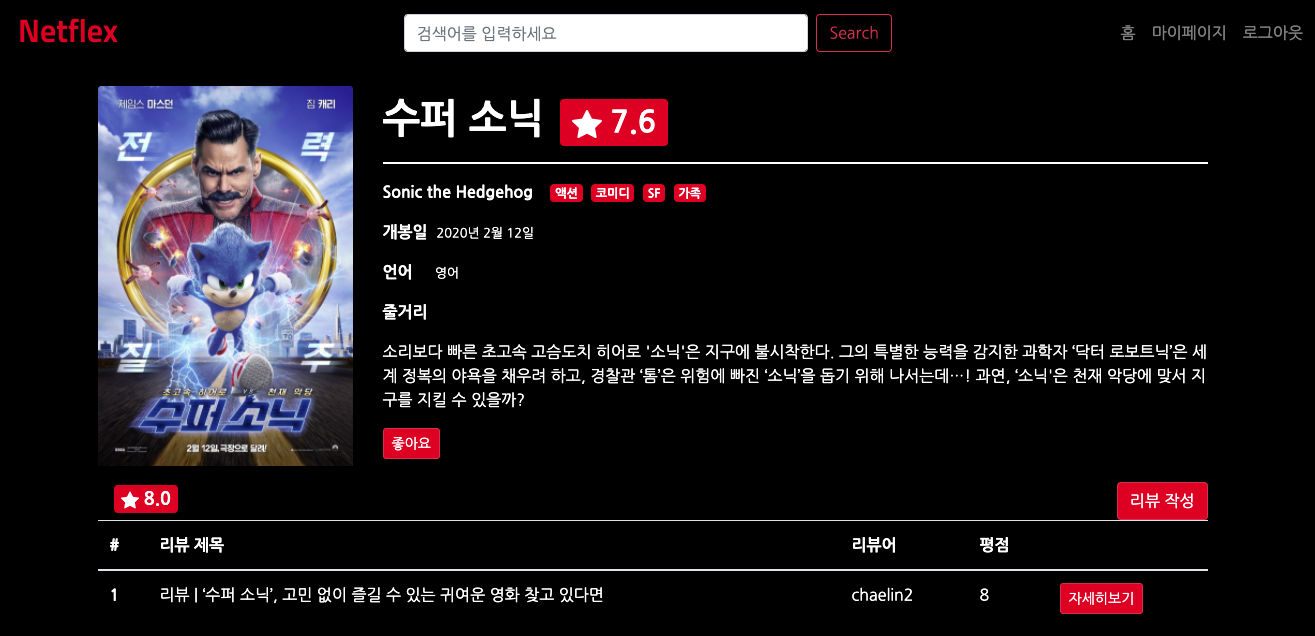 Netflex
검색어를 입력하세요
Search
홈 마이페이지 로그아웃
제임스 마스던
짐 캐리
전 력
질 주
초고속 히어로 vs 천재 악당
수퍼 소닉
2월 12일, 극장으로 달려!
수퍼 소닉 7.6
Sonic the Hedgehog 액션 코미디 SF 가족
개봉일 2020년 2월 12일
언어 영어
줄거리
소리보다 빠른 초고속 고슴도치 히어로 '소닉'은 지구에 불시착한다. 그의 특별한 능력을 감지한 과학자 ‘닥터 로보트닉’은 세
계 정복의 야욕을 채우려 하고, 경찰관 ‘톰’은 위험에 빠진 ‘소닉’을 돕기 위해 나서는데…! 과연, ‘소닉'은 천재 악당에 맞서 지
구를 지킬 수 있을까?
좋아요
8.0
리뷰 작성
# 리뷰 제목 리뷰어 평점
1 리뷰 | ‘수퍼 소닉’, 고민 없이 즐길 수 있는 귀여운 영화 찾고 있다면 chaelin2 8 자세히보기